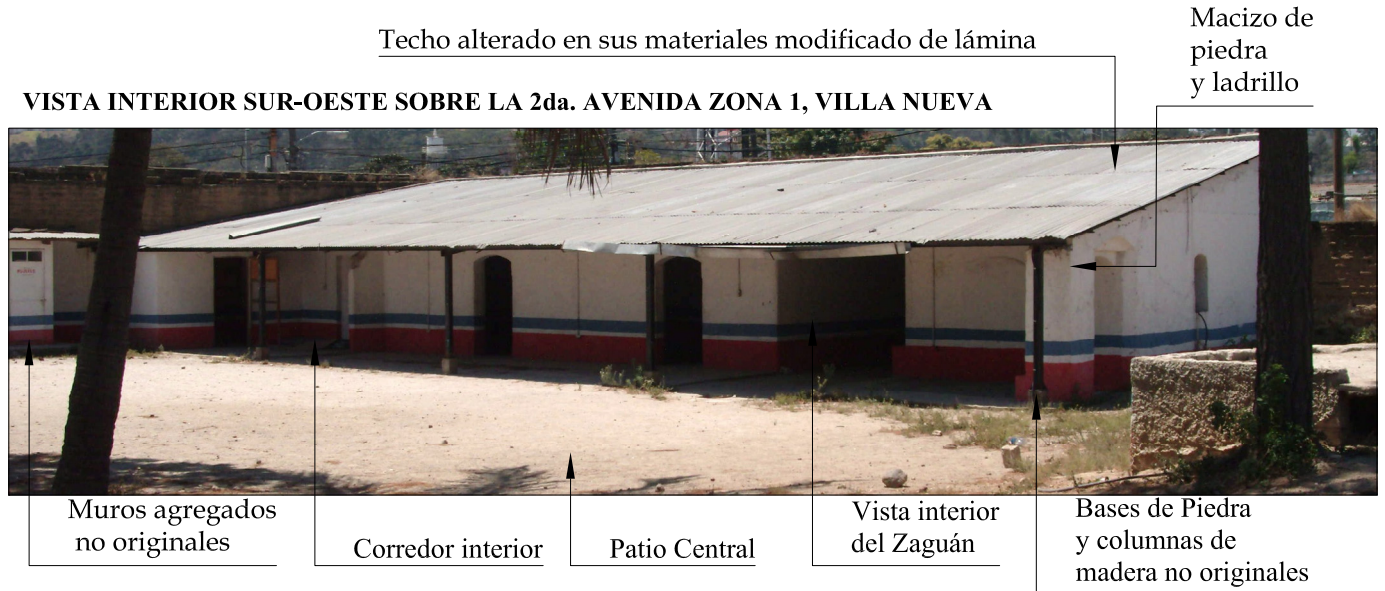 Macizo de
piedra
y ladrillo
Techo alterado en sus materiales modificado de lámina
VISTA INTERIOR SUR-OESTE SOBRE LA 2da. AVENIDA ZONA 1, VILLA NUEVA
Muros agregados
no originales
Corredor interior
Patio Central
Vista interior
del Zaguán
Bases de Piedra
y columnas de
madera no originales